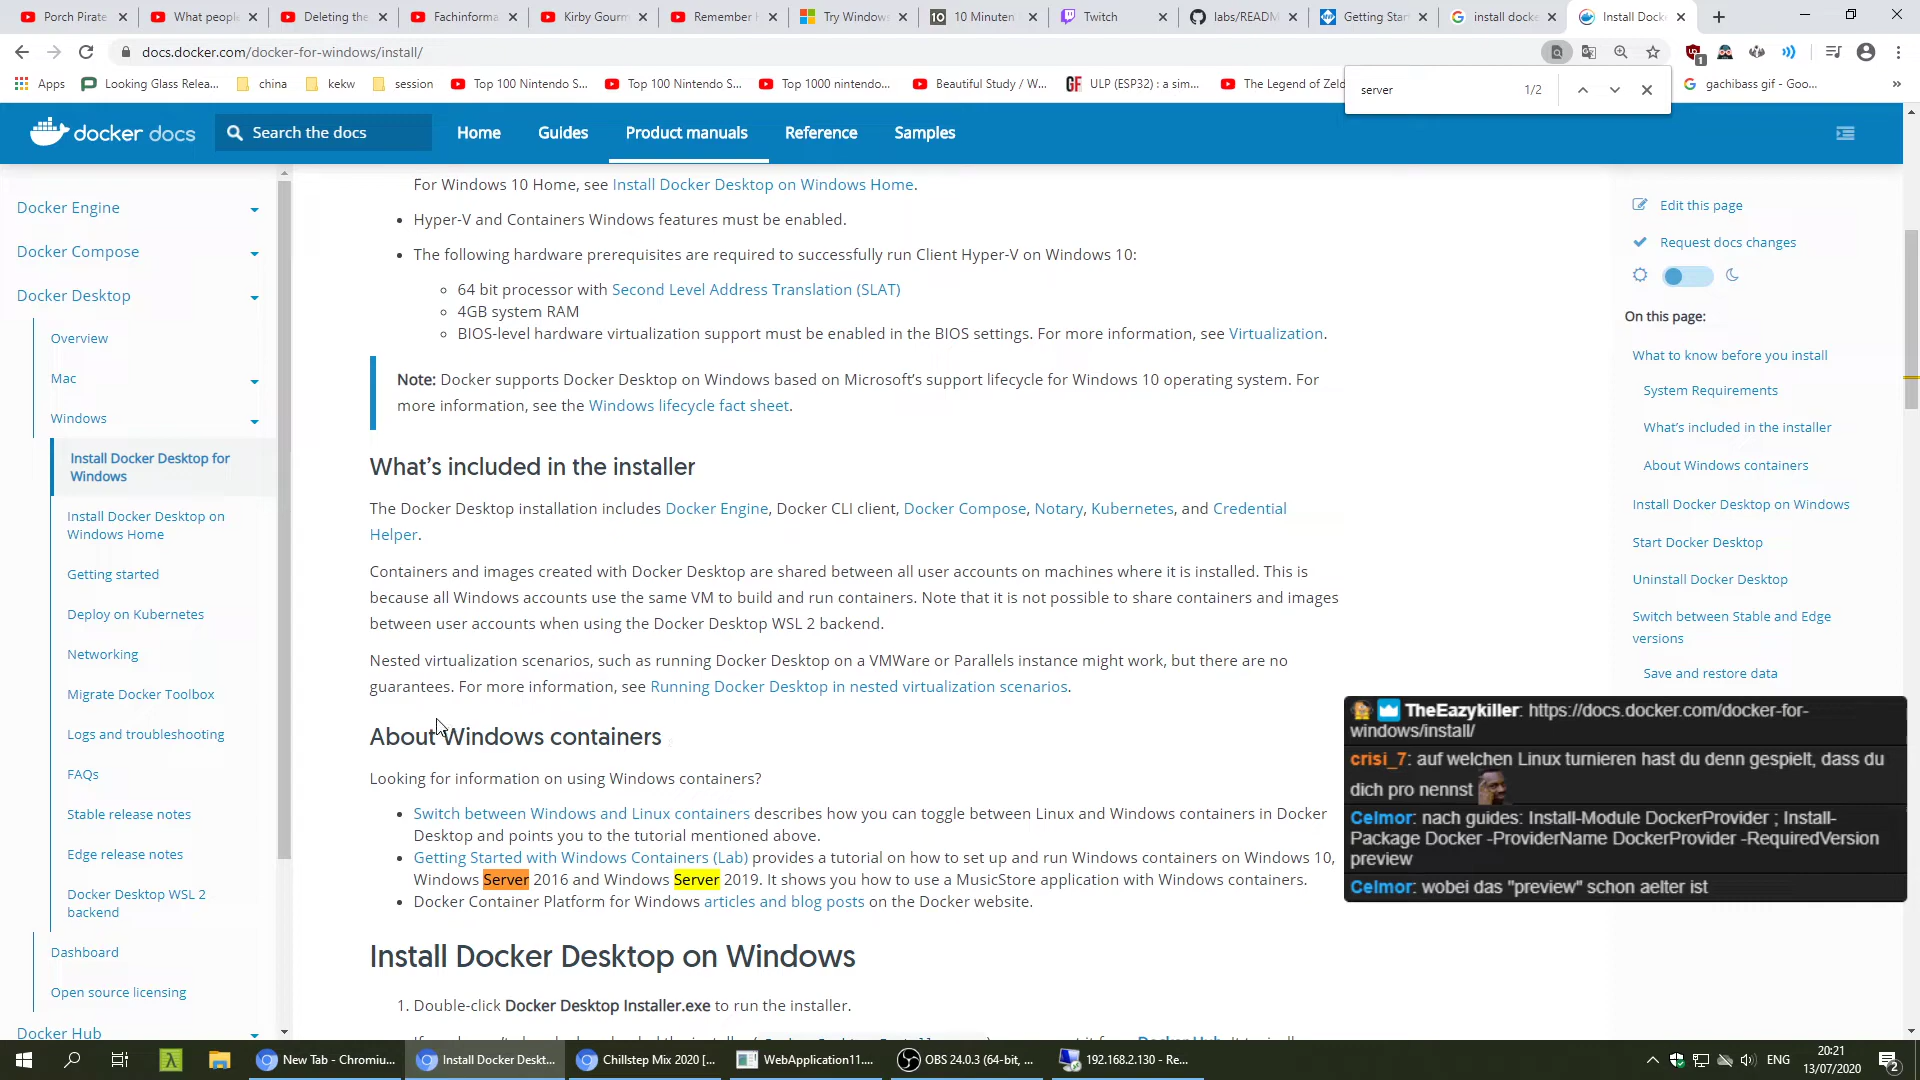 Porch Pirate
What people
Deleting the
Fachinforma
Kirby Gourm
Remember H
Try Windows
10 10 Minuten
Twitch
labs/README
Getting Star
install docke
Install Docke
docs.docker.com/docker-for-windows/install/
Apps
Looking Glass Relea...
china
kekw
session
Top 100 Nintendo S...
Top 100 Nintendo S...
Top 1000 nintendo...
Beautiful Study / W...
GF ULP (ESP32) : a sim...
The Legend of Zeld
gachibass gif - Goo...
»
server 1/2
docker docs
Search the docs
Home
Guides
Product manuals
Reference
Samples
Docker Engine
Docker Compose
Docker Desktop
Overview
Mac
Windows
Install Docker Desktop for
Windows
Install Docker Desktop on
Windows Home
Getting started
Deploy on Kubernetes
Networking
Migrate Docker Toolbox
Logs and troubleshooting
FAQs
Stable release notes
Edge release notes
Docker Desktop WSL 2
backend
Dashboard
Open source licensing
Docker Hub
For Windows 10 Home, see Install Docker Desktop on Windows Home.
• Hyper-V and Containers Windows features must be enabled.
• The following hardware prerequisites are required to successfully run Client Hyper-V on Windows 10:
◦ 64 bit processor with Second Level Address Translation (SLAT)
◦ 4GB system RAM
◦ BIOS-level hardware virtualization support must be enabled in the BIOS settings. For more information, see Virtualization.
Note: Docker supports Docker Desktop on Windows based on Microsoft's support lifecycle for Windows 10 operating system. For
more information, see the Windows lifecycle fact sheet.
What's included in the installer
The Docker Desktop installation includes Docker Engine, Docker CLI client, Docker Compose, Notary, Kubernetes, and Credential
Helper.
Containers and images created with Docker Desktop are shared between all user accounts on machines where it is installed. This is
because all Windows accounts use the same VM to build and run containers. Note that it is not possible to share containers and images
between user accounts when using the Docker Desktop WSL 2 backend.
Nested virtualization scenarios, such as running Docker Desktop on a VMWare or Parallels instance might work, but there are no
guarantees. For more information, see Running Docker Desktop in nested virtualization scenarios.
About Windows containers
Looking for information on using Windows containers?
• Switch between Windows and Linux containers describes how you can toggle between Linux and Windows containers in Docker
Desktop and points you to the tutorial mentioned above.
• Getting Started with Windows Containers (Lab) provides a tutorial on how to set up and run Windows containers on Windows 10,
Windows Server 2016 and Windows Server 2019. It shows you how to use a MusicStore application with Windows containers.
• Docker Container Platform for Windows articles and blog posts on the Docker website.
Install Docker Desktop on Windows
1. Double-click Docker Desktop Installer.exe to run the installer.
Edit this page
Request docs changes
On this page:
What to know before you install
System Requirements
What's included in the installer
About Windows containers
Install Docker Desktop on Windows
Start Docker Desktop
Uninstall Docker Desktop
Switch between Stable and Edge
versions
Save and restore data
TheEazykiller: https://docs.docker.com/docker-for-
windows/install/
crisi_7: auf welchen Linux turnieren hast du denn gespielt, dass du
dich pro nennst
Celmor: nach guides: Install-Module DockerProvider ; Install-
Package Docker -ProviderName DockerProvider -RequiredVersion
preview
Celmor: wobei das "preview" schon aelter ist
New Tab - Chromiu...
Install Docker Deskt...
Chillstep Mix 2020 [...
WebApplication11...
OBS 24.0.3 (64-bit, ...
192.168.2.130 - Re...
ENG
20:21
13/07/2020
2